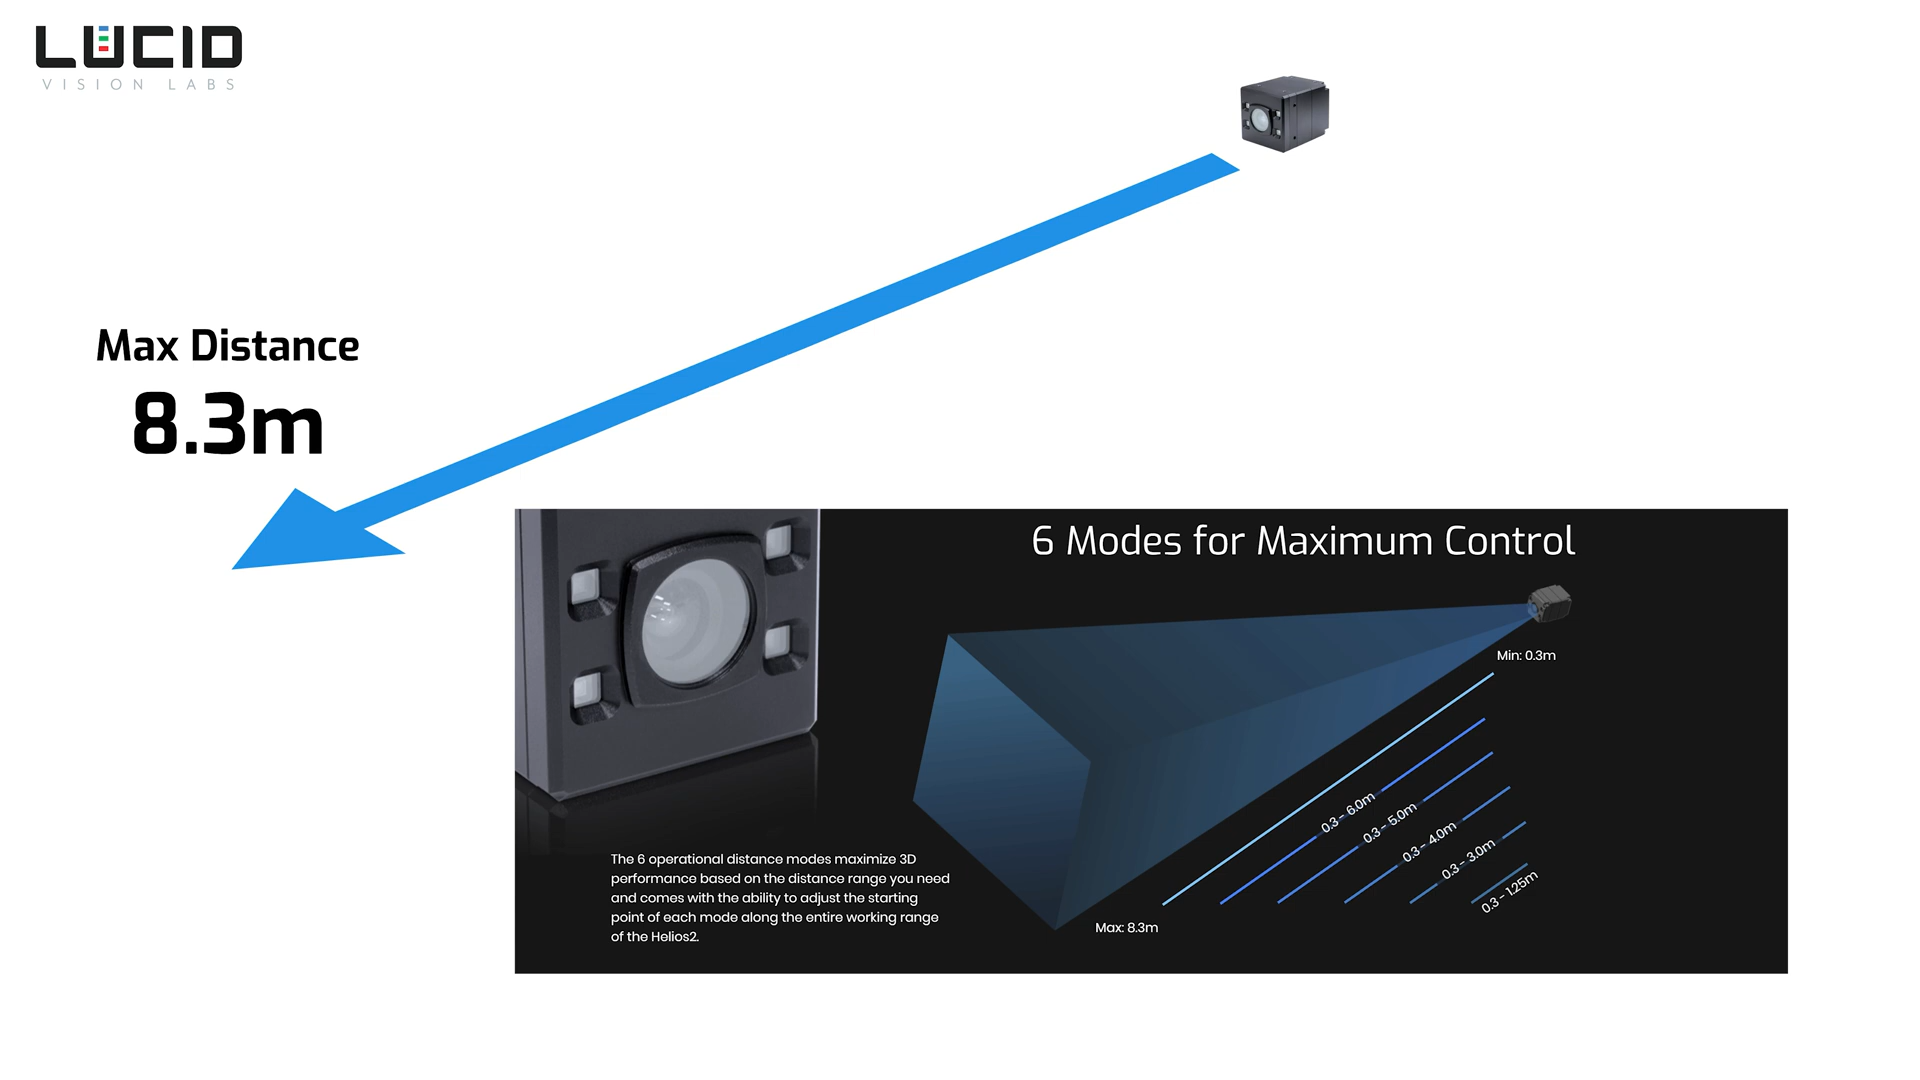 LUCID
VISION LABS
Max Distance
8.3m
6 Modes for Maximum Control
Min: 0.3m
0.3 - 6.0m
0.3 - 5.0m
0.3 - 4.0m
0.3 - 3.0m
0.3 - 1.25m
Max: 8.3m
The 6 operational distance modes maximize 3D
performance based on the distance range you need
and comes with the ability to adjust the starting
point of each mode along the entire working range
of the Helios2.